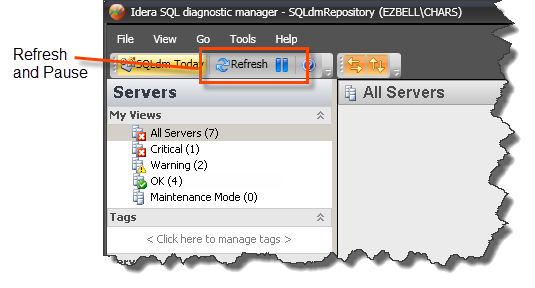 Idera SQL diagnostic manager - SQLdmRepository (EZBELL\CHARS)
File View Go Tools Help
Refresh and Pause
SQLdm Today Refresh
Servers
All Servers
My Views
All Servers (7)
Critical (1)
Warning (2)
OK (4)
Maintenance Mode (0)
Tags
< Click here to manage tags >